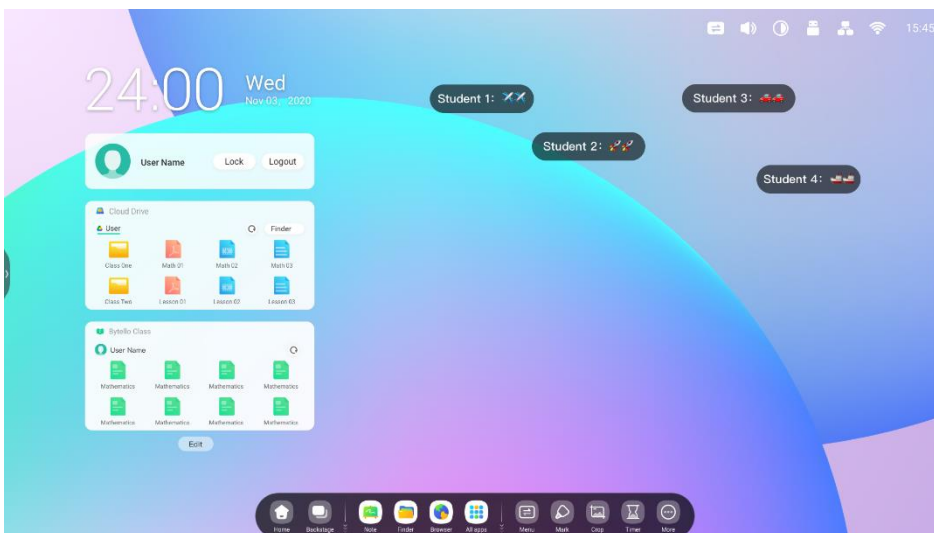 15:45
24:00
Wed
Nov 03, 2020
Student 1: ✈️✈️
Student 3: 🚗🚗
Student 2: 🚀🚀
Student 4: 🚤🚤
User Name
Lock
Logout
Cloud Drive
User
Finder
Class One
Math 01
Math 02
Math 03
Class Two
Lesson 01
Lesson 02
Lesson 03
Bytello Class
User Name
Mathematics
Mathematics
Mathematics
Mathematics
Mathematics
Mathematics
Mathematics
Mathematics
Edit
Home
Backstage
Note
Finder
Browser
All apps
Menu
Mark
Crop
Timer
More